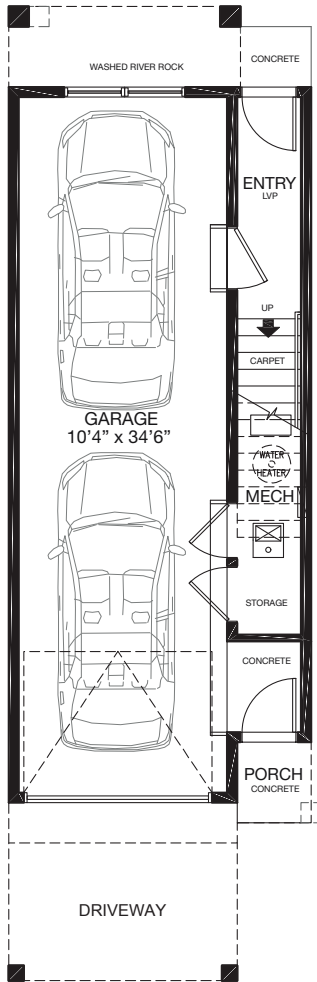 WASHED RIVER ROCK
CONCRETE
ENTRY
LVP
UP
CARPET
GARAGE
10'4" x 34'6"
WATER
HEATER
MECH
STORAGE
CONCRETE
PORCH
CONCRETE
DRIVEWAY